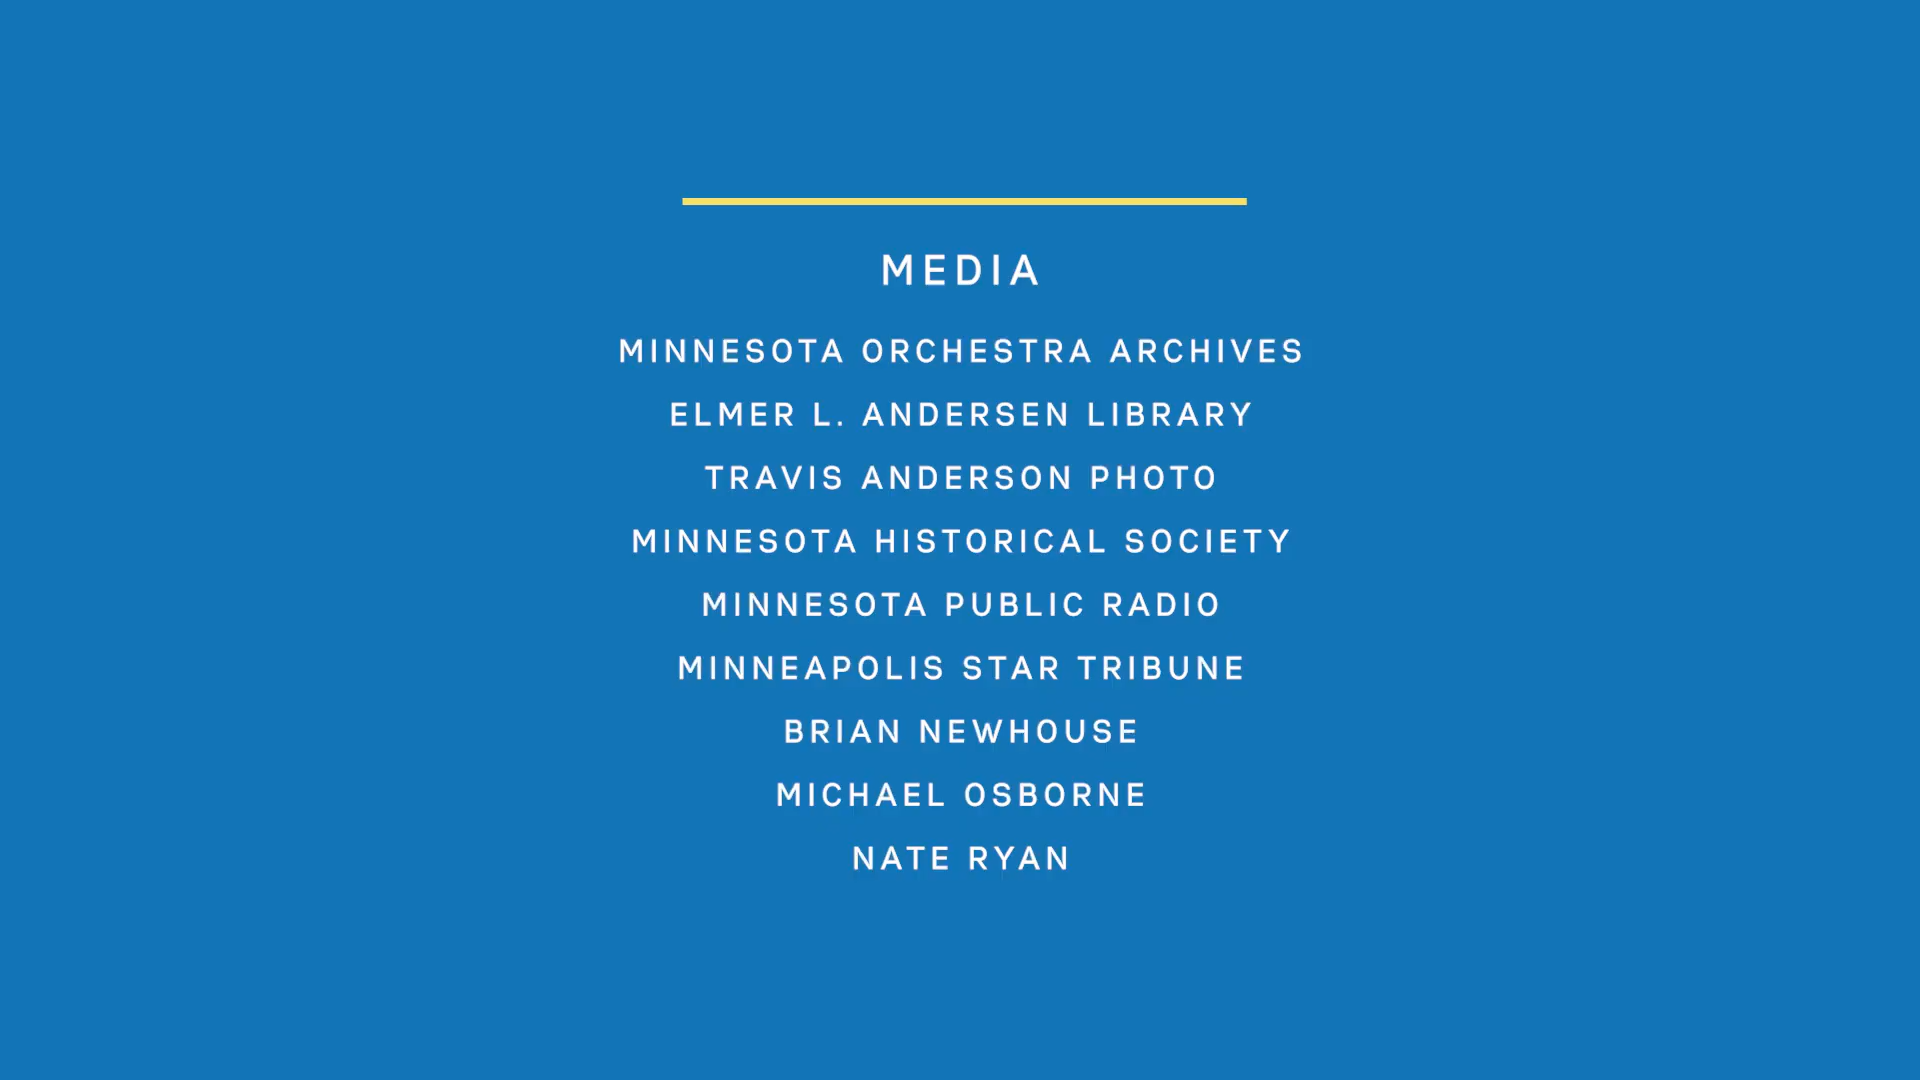 MEDIA
MINNESOTA ORCHESTRA ARCHIVES
ELMER L. ANDERSEN LIBRARY
TRAVIS ANDERSON PHOTO
MINNESOTA HISTORICAL SOCIETY
MINNESOTA PUBLIC RADIO
MINNEAPOLIS STAR TRIBUNE
BRIAN NEWHOUSE
MICHAEL OSBORNE
NATE RYAN